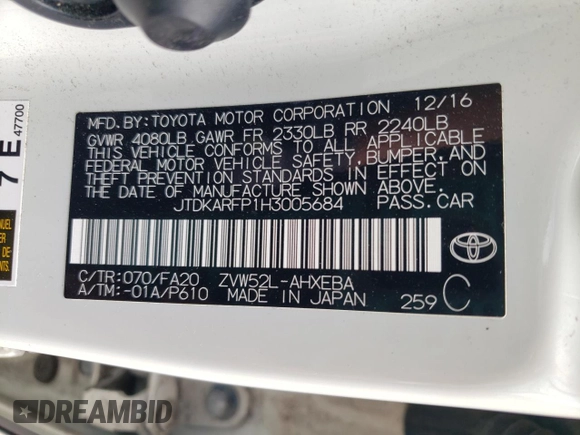 MFD. BY: TOYOTA MOTOR CORPORATION 12/16
GVWR 4080LB GAWR FR 2330LB RR 2240LB
THIS VEHICLE CONFORMS TO ALL APPLICABLE
FEDERAL MOTOR VEHICLE SAFETY, BUMPER, AND
THEFT PREVENTION STANDARDS IN EFFECT ON
THE DATE OF MANUFACTURE SHOWN ABOVE.
JTDKARFP1H3005684 PASS. CAR
C/TR: 070/FA20 ZVW52L-AHXEBA
A/TM: -01A/P610 MADE IN JAPAN 259 C
7 E
47700
DREAMBID